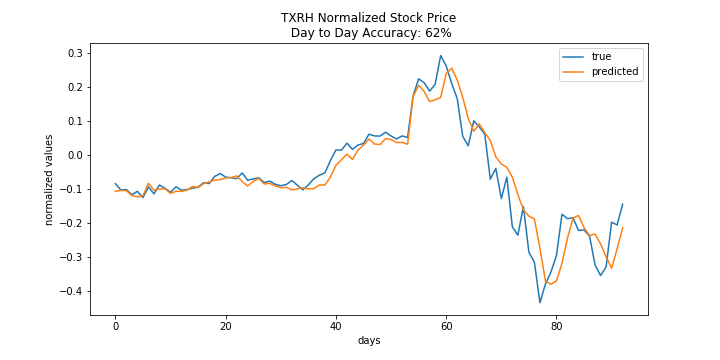 TXRH Normalized Stock Price
Day to Day Accuracy: 62%
true
predicted
normalized values
0.3
0.2
0.1
0.0
−0.1
−0.2
−0.3
−0.4
0 20 40 60 80
days